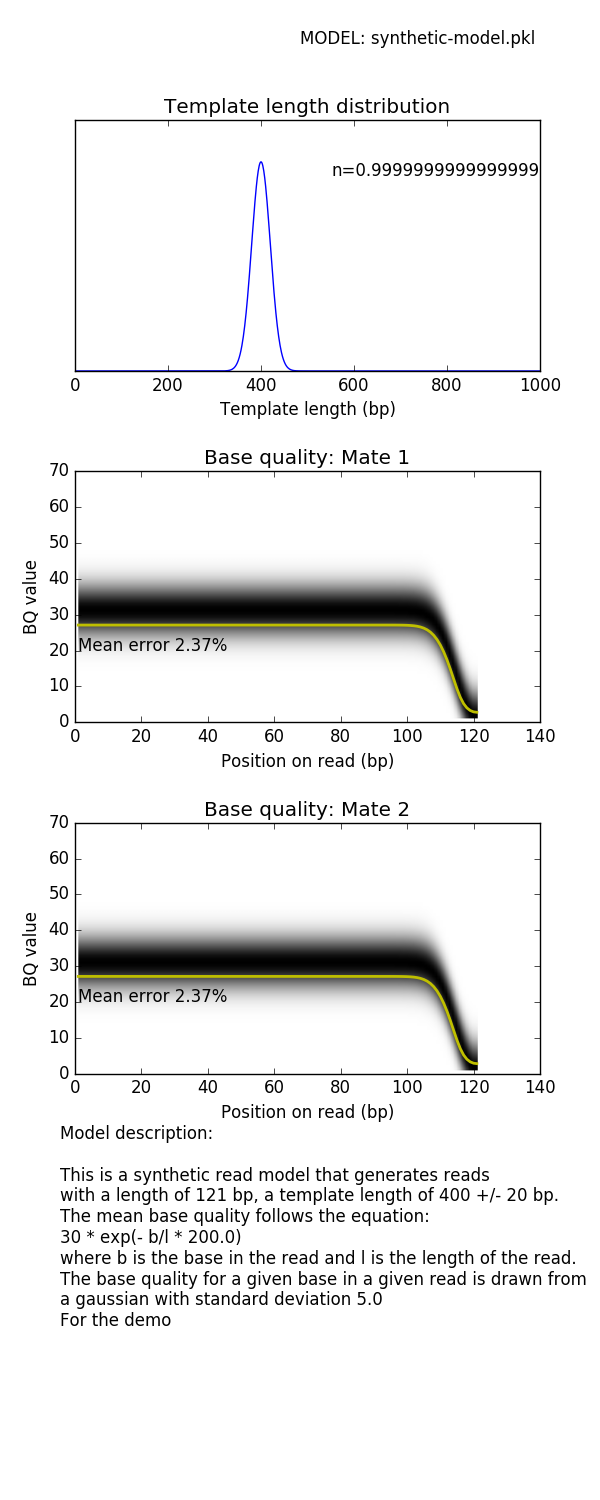 MODEL: synthetic-model.pkl
Template length distribution
n=0.9999999999999999
0 200 400 600 800 1000
Template length (bp)
Base quality: Mate 1
70
60
50
40
30
20
10
0
BQ value
Mean error 2.37%
0 20 40 60 80 100 120 140
Position on read (bp)
Base quality: Mate 2
70
60
50
40
30
20
10
0
BQ value
Mean error 2.37%
0 20 40 60 80 100 120 140
Position on read (bp)
Model description:
This is a synthetic read model that generates reads
with a length of 121 bp, a template length of 400 +/- 20 bp.
The mean base quality follows the equation:
30 * exp(- b/l * 200.0)
where b is the base in the read and l is the length of the read.
The base quality for a given base in a given read is drawn from
a gaussian with standard deviation 5.0
For the demo